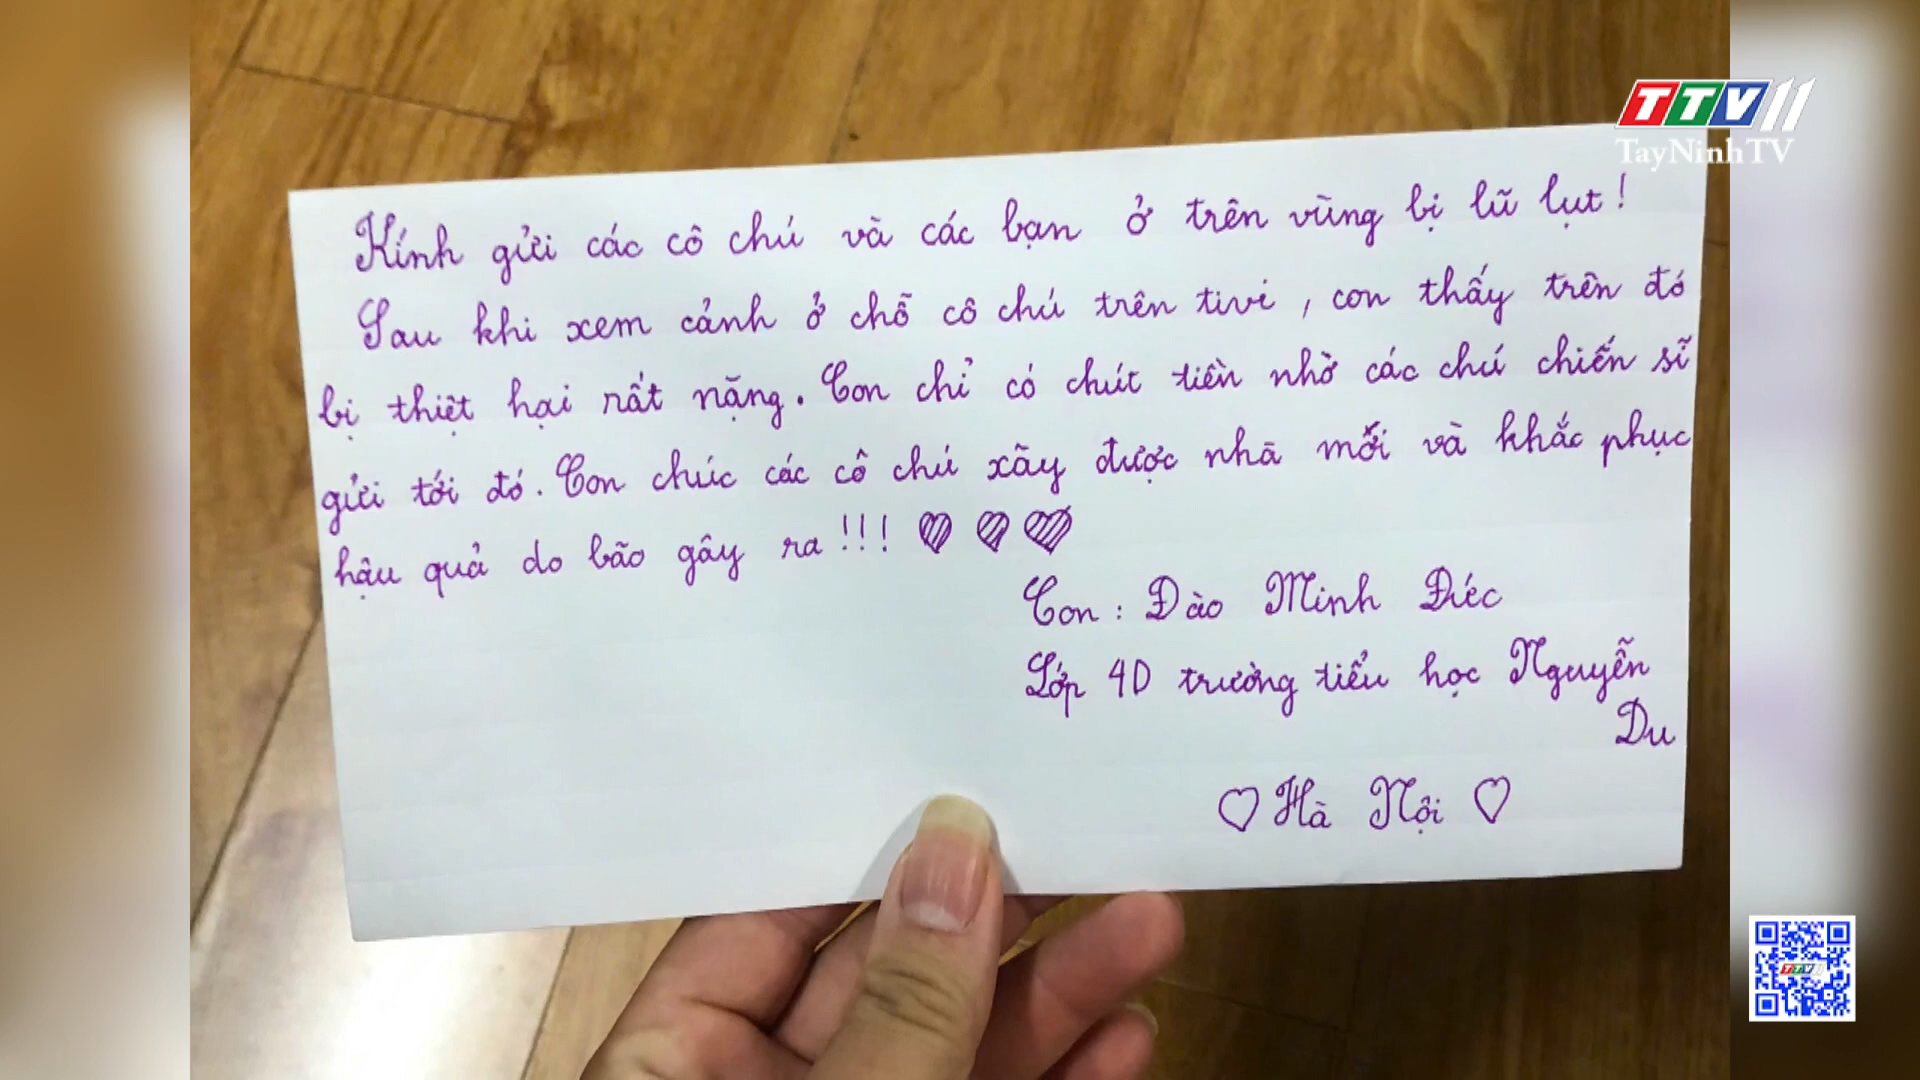 TTV11
TayNinhTV
Kính gửi các cô chú và các bạn ở trên vùng bị lũ lụt!
Sau khi xem cảnh ở chỗ cô chú trên tivi, con thấy trên đó
bị thiệt hại rất nặng. Con chỉ có chút tiền nhờ các chú chiến sĩ
gửi tới đó. Con chúc các cô chú xây được nhà mới và khắc phục
hậu quả do bão gây ra!!! ♥ ♥ ♥
Con: Đào Minh Đức
Lớp 4D trường tiểu học Nguyễn
Du
♡ Hà Nội ♡
TTV11